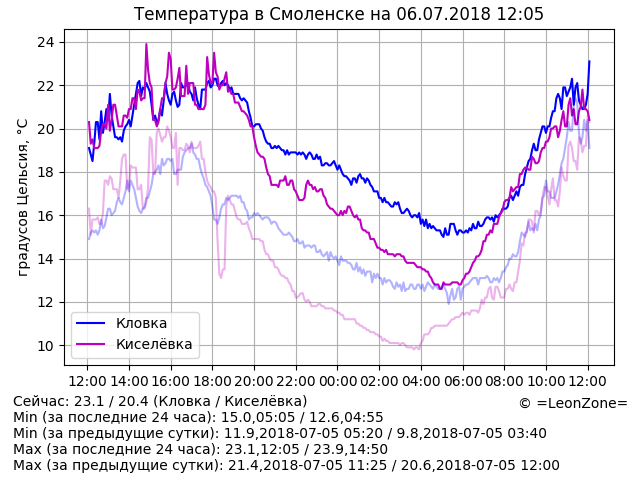 Температура в Смоленске на 06.07.2018 12:05
градусов Цельсия, °C
24
22
20
18
16
14
12
10
Кловка
Киселёвка
12:00 14:00 16:00 18:00 20:00 22:00 00:00 02:00 04:00 06:00 08:00 10:00 12:00
Сейчас: 23.1 / 20.4 (Кловка / Киселёвка)
© =LeonZone=
Min (за последние 24 часа): 15.0,05:05 / 12.6,04:55
Min (за предыдущие сутки): 11.9,2018-07-05 05:20 / 9.8,2018-07-05 03:40
Max (за последние 24 часа): 23.1,12:05 / 23.9,14:50
Max (за предыдущие сутки): 21.4,2018-07-05 11:25 / 20.6,2018-07-05 12:00